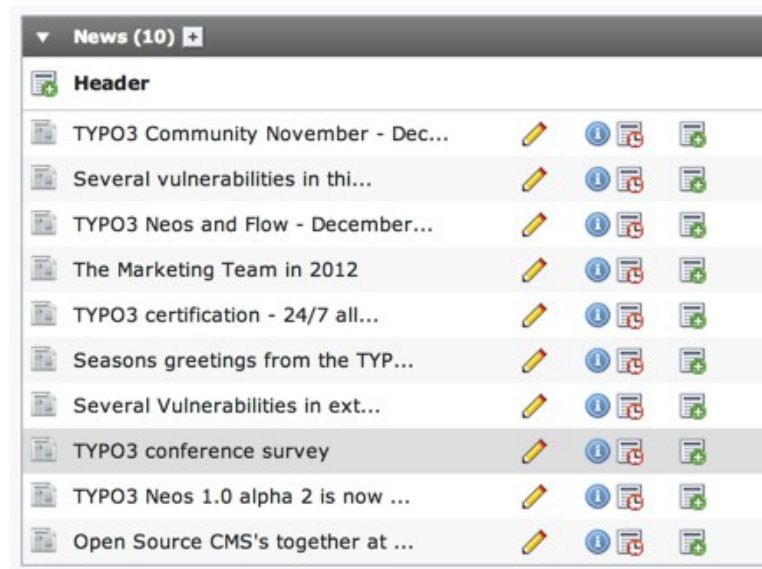 News (10)
Header
TYPO3 Community November - Dec...
Several vulnerabilities in thi...
TYPO3 Neos and Flow - December...
The Marketing Team in 2012
TYPO3 certification - 24/7 all...
Seasons greetings from the TYP...
Several Vulnerabilities in ext...
TYPO3 conference survey
TYPO3 Neos 1.0 alpha 2 is now ...
Open Source CMS's together at ...